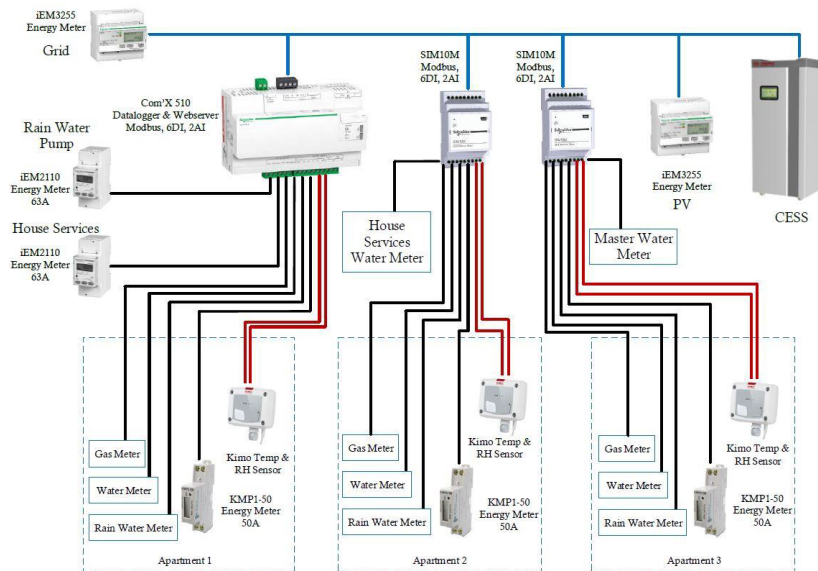 iEM3255
Energy Meter
Grid
SIM10M
Modbus,
6DI, 2AI
SIM10M
Modbus,
6DI, 2AI
Com'X 510
Datalogger & Webserver
Modbus, 6DI, 2AI
Rain Water
Pump
iEM2110
Energy Meter
63A
iEM3255
Energy Meter
PV
CESS
House Services
iEM2110
Energy Meter
63A
House
Services
Water Meter
Master Water
Meter
Gas Meter
Water Meter
Rain Water Meter
Kimo Temp &
RH Sensor
KMP1-50
Energy Meter
50A
Apartment 1
Gas Meter
Water Meter
Rain Water Meter
Kimo Temp &
RH Sensor
KMP1-50
Energy Meter
50A
Apartment 2
Gas Meter
Water Meter
Rain Water Meter
Kimo Temp &
RH Sensor
KMP1-50
Energy Meter
50A
Apartment 3